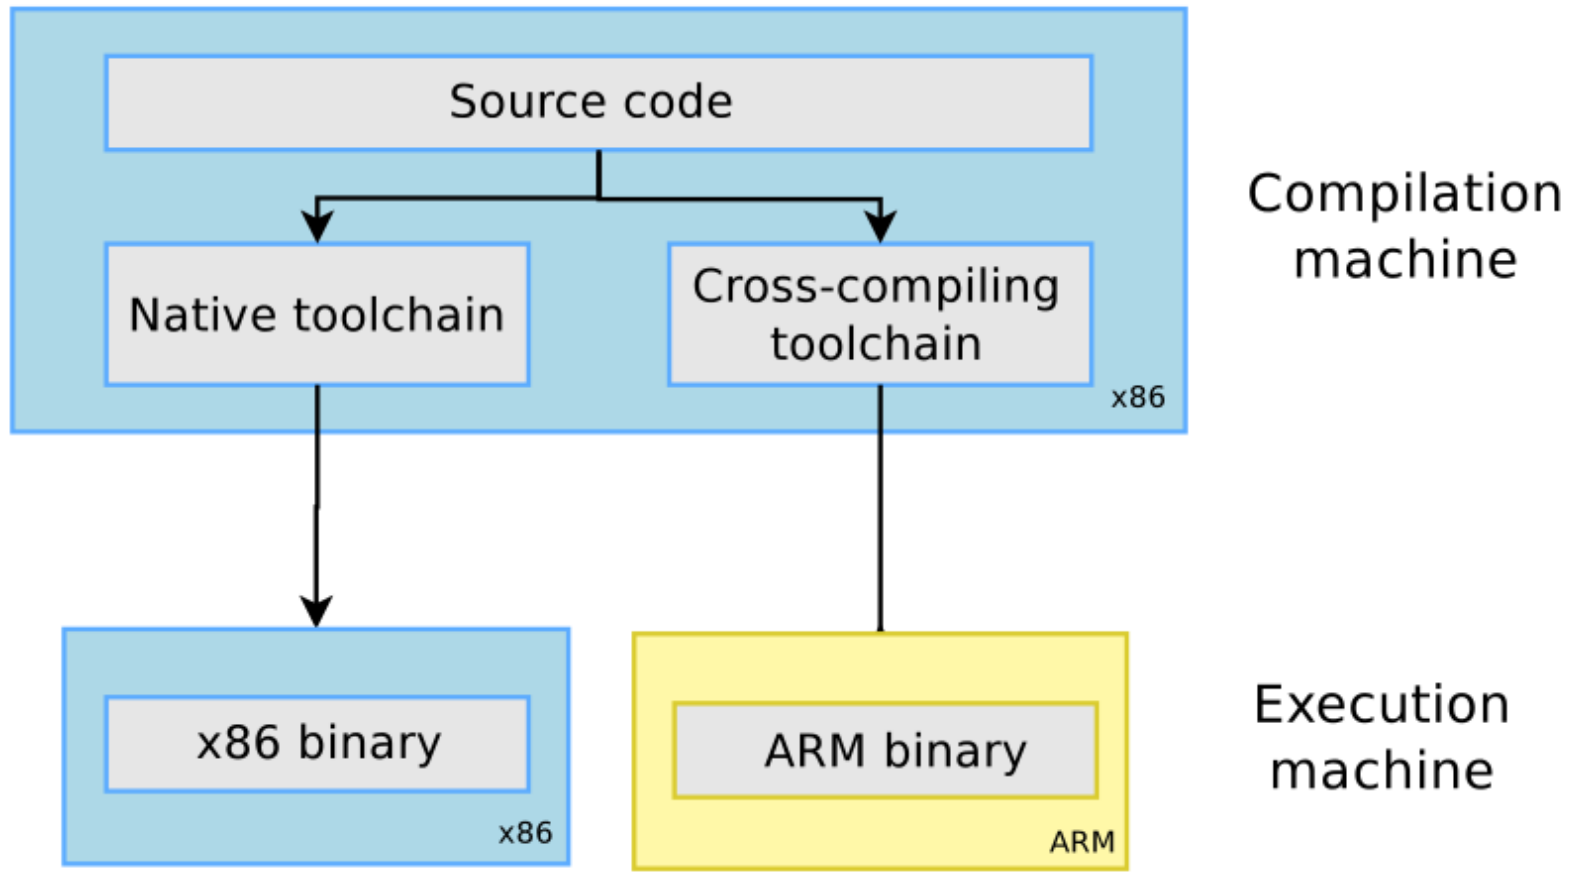 Source code
Compilation
machine
Native toolchain
Cross-compiling
toolchain
x86
x86 binary
x86
ARM binary
ARM
Execution
machine